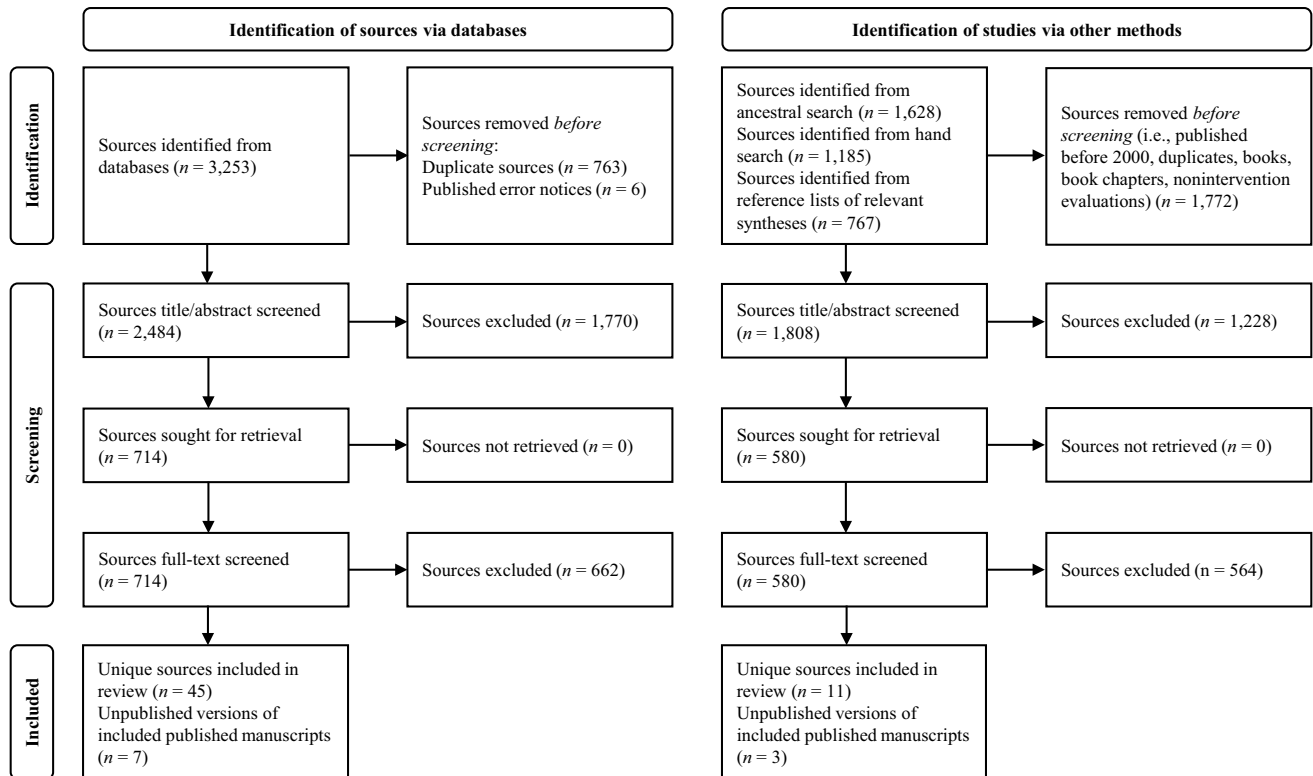 Identification of sources via databases
Identification of studies via other methods
Identification
Sources identified from
databases (n = 3,253)
Sources removed before
screening:
Duplicate sources (n = 763)
Published error notices (n = 6)
Sources identified from
ancestral search (n = 1,628)
Sources identified from hand
search (n = 1,185)
Sources identified from
reference lists of relevant
syntheses (n = 767)
Sources removed before
screening (i.e., published
before 2000, duplicates, books,
book chapters, nonintervention
evaluations) (n = 1,772)
Screening
Sources title/abstract screened
(n = 2,484)
Sources excluded (n = 1,770)
Sources title/abstract screened
(n = 1,808)
Sources excluded (n = 1,228)
Sources sought for retrieval
(n = 714)
Sources not retrieved (n = 0)
Sources sought for retrieval
(n = 580)
Sources not retrieved (n = 0)
Sources full-text screened
(n = 714)
Sources excluded (n = 662)
Sources full-text screened
(n = 580)
Sources excluded (n = 564)
Included
Unique sources included in
review (n = 45)
Unpublished versions of
included published manuscripts
(n = 7)
Unique sources included in
review (n = 11)
Unpublished versions of
included published manuscripts
(n = 3)